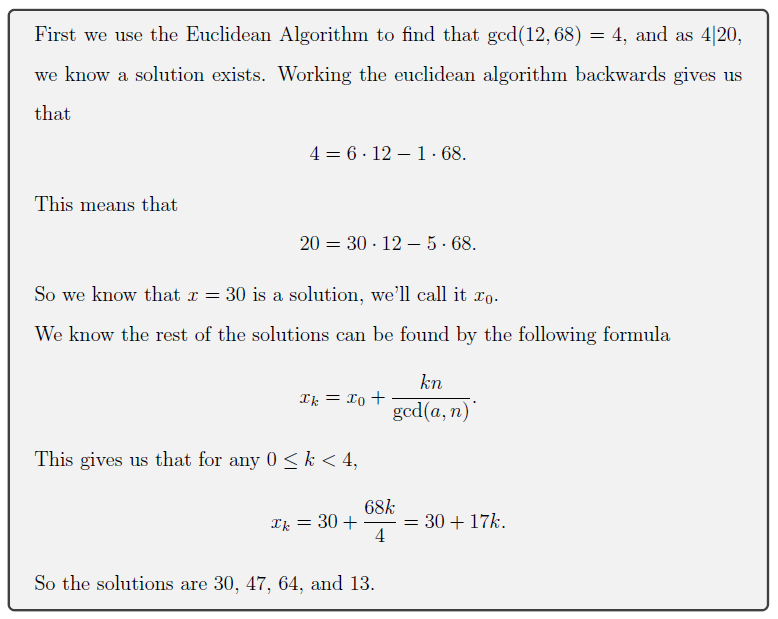 First we use the Euclidean Algorithm to find that gcd(12, 68) = 4, and as 4|20,
we know a solution exists. Working the euclidean algorithm backwards gives us
that
4 = 6 · 12 − 1 · 68.
This means that
20 = 30 · 12 − 5 · 68.
So we know that x = 30 is a solution, we'll call it x₀.
We know the rest of the solutions can be found by the following formula
xₖ = x₀ + kn / gcd(a, n).
This gives us that for any 0 ≤ k < 4,
xₖ = 30 + 68k / 4 = 30 + 17k.
So the solutions are 30, 47, 64, and 13.